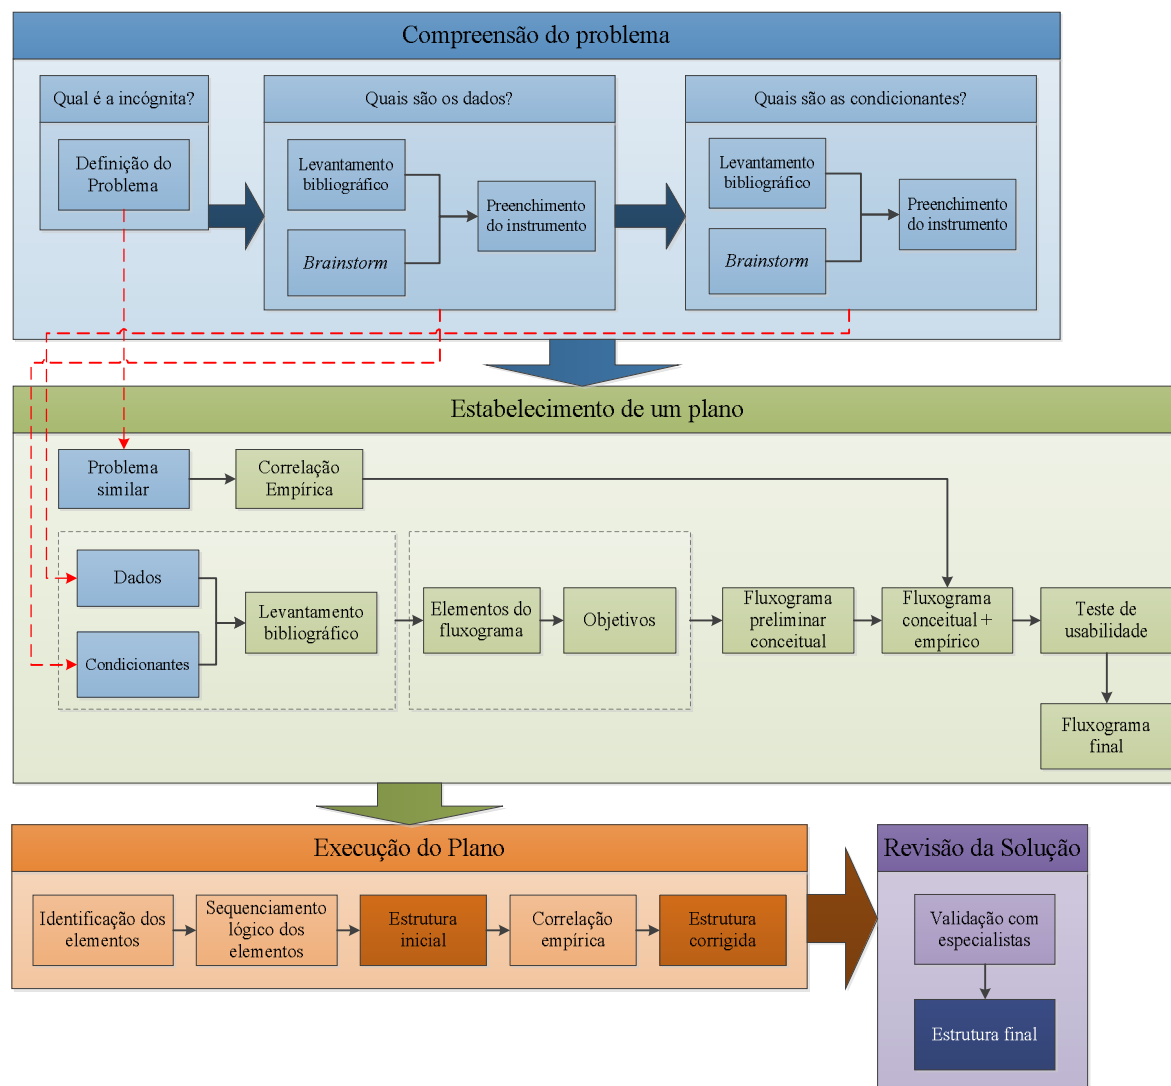 Compreensão do problema
Qual é a incógnita?
Definição do
Problema
Quais são os dados?
Levantamento
bibliográfico
Brainstorm
Preenchimento
do instrumento
Quais são as condicionantes?
Levantamento
bibliográfico
Brainstorm
Preenchimento
do instrumento
Estabelecimento de um plano
Problema
similar
Correlação
Empírica
Dados
Condicionantes
Levantamento
bibliográfico
Elementos do
fluxograma
Objetivos
Fluxograma
preliminar
conceitual
Fluxograma
conceitual +
empírico
Teste de
usabilidade
Fluxograma
final
Execução do Plano
Identificação dos
elementos
Sequenciamento
lógico dos
elementos
Estrutura
inicial
Correlação
empírica
Estrutura
corrigida
Revisão da Solução
Validação com
especialistas
Estrutura final